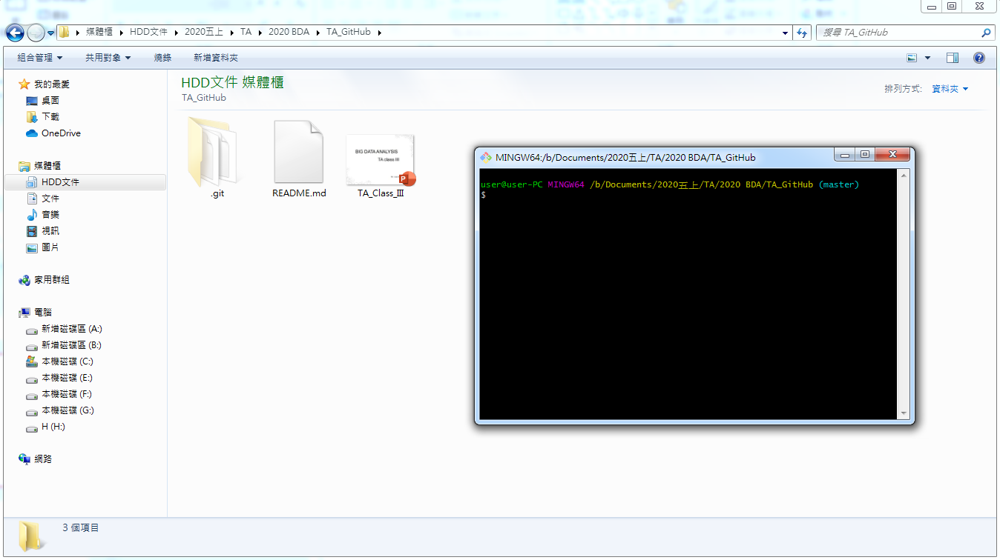 媒體櫃 HDD文件 2020五上 TA 2020 BDA TA_GitHub
搜尋 TA_GitHub
組合管理 共用對象 燒錄 新增資料夾
我的最愛
桌面
下載
OneDrive
媒體櫃
HDD文件
文件
音樂
視訊
圖片
家用群組
電腦
新增磁碟區 (A:)
新增磁碟區 (B:)
本機磁碟 (C:)
本機磁碟 (E:)
本機磁碟 (F:)
本機磁碟 (G:)
H (H:)
網路
HDD文件 媒體櫃
TA_GitHub
排列方式: 資料夾
BIG DATA ANALYSIS
TA class III
.git
README.md
TA_Class_III
MINGW64:/b/Documents/2020五上/TA/2020 BDA/TA_GitHub
user@user-PC MINGW64 /b/Documents/2020五上/TA/2020 BDA/TA_GitHub (master)
$
3 個項目